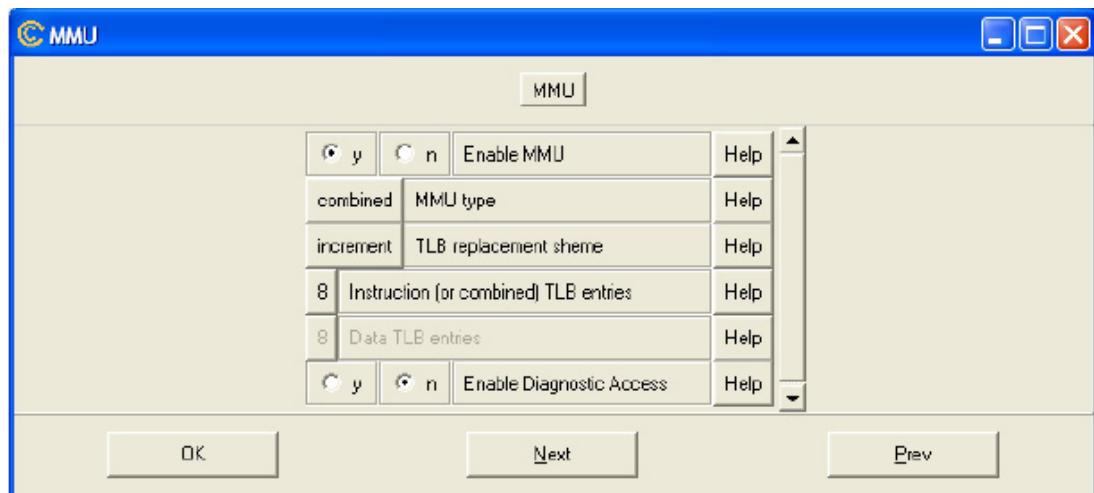 MMU
MMU
y n Enable MMU Help
combined MMU type Help
increment TLB replacement sheme Help
8 Instruction (or combined) TLB entries Help
8 Data TLB entries Help
y n Enable Diagnostic Access Help
OK Next Prev